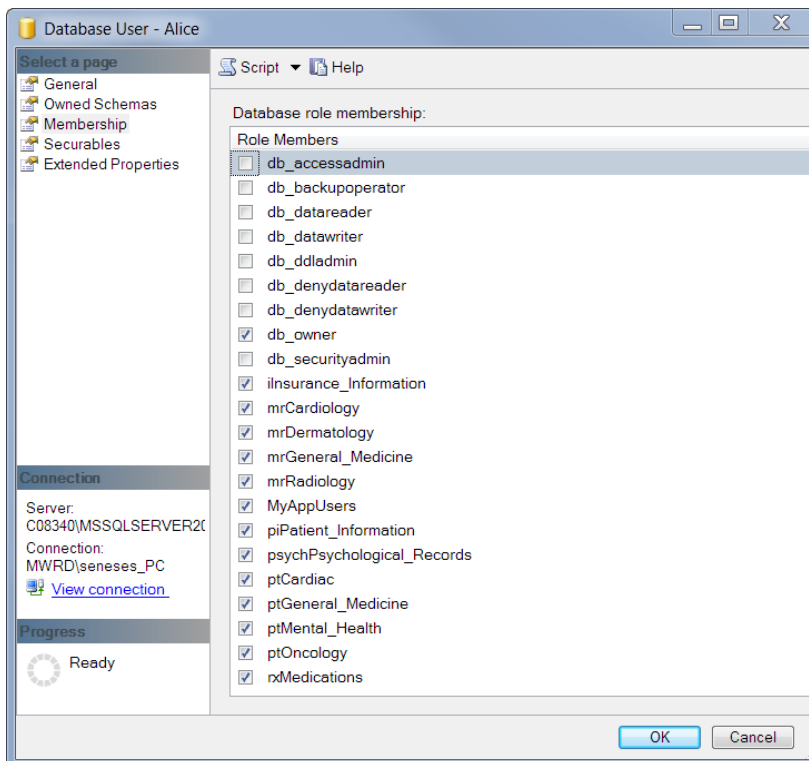 Database User - Alice
Select a page
General
Owned Schemas
Membership
Securables
Extended Properties
Script
Help
Database role membership:
Role Members
db_accessadmin
db_backupoperator
db_datareader
db_datawriter
db_ddladmin
db_denydatareader
db_denydatawriter
db_owner
db_securityadmin
iInsurance_Information
mrCardiology
mrDermatology
mrGeneral_Medicine
mrRadiology
MyAppUsers
piPatient_Information
psychPsychological_Records
ptCardiac
ptGeneral_Medicine
ptMental_Health
ptOncology
rxMedications
Connection
Server:
C08340\MSSQLSERVER20
Connection:
MWRD\seneses_PC
View connection
Progress
Ready
OK
Cancel